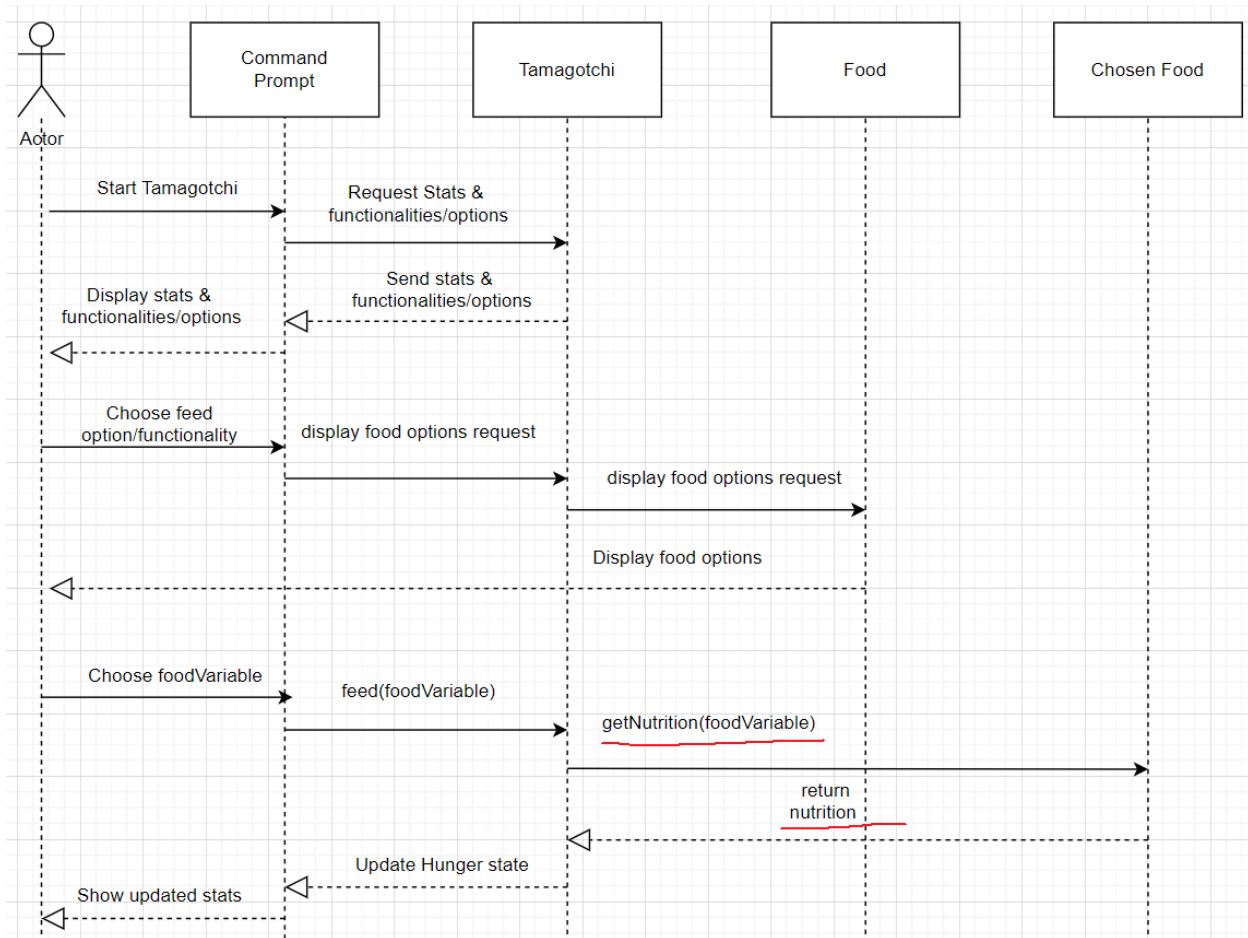 Command
Prompt
Tamagotchi
Food
Chosen Food
Actor
Start Tamagotchi
Request Stats &
functionalities/options
Send stats &
functionalities/options
Display stats &
functionalities/options
Choose feed
option/functionality
display food options request
display food options request
Display food options
Choose foodVariable
feed(foodVariable)
getNutrition(foodVariable)
return
nutrition
Update Hunger state
Show updated stats